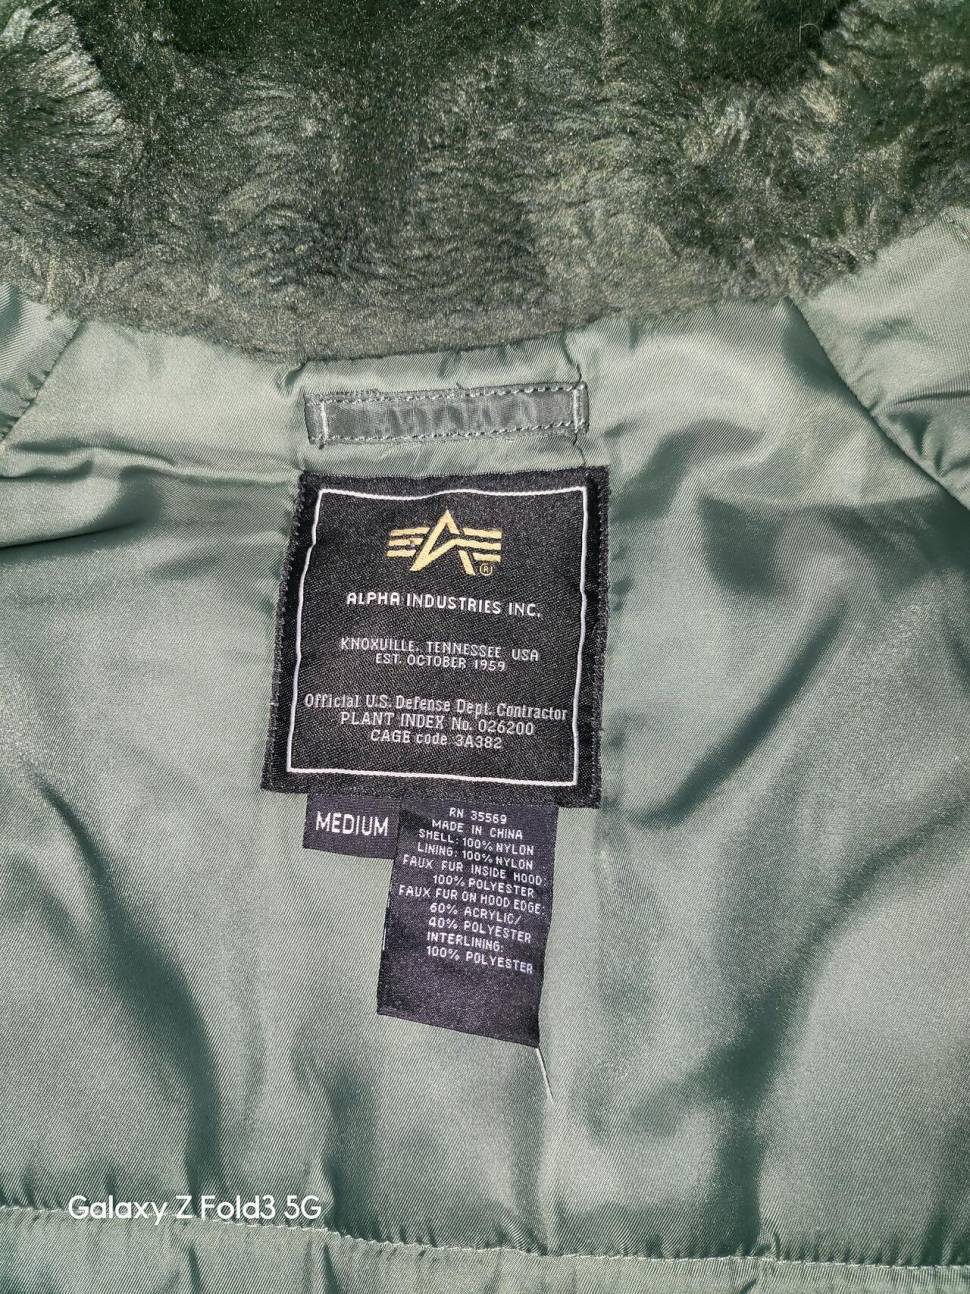 ®
ALPHA INDUSTRIES INC.
KNOXVILLE, TENNESSEE USA
EST. OCTOBER 1959
Official U.S. Defense Dept. Contractor
PLANT INDEX No. 026200
CAGE code 3A382
MEDIUM
RN 35569
MADE IN CHINA
SHELL: 100% NYLON
LINING: 100% NYLON
FAUX FUR INSIDE HOOD:
100% POLYESTER
FAUX FUR ON HOOD EDGE:
60% ACRYLIC/
40% POLYESTER
INTERLINING:
100% POLYESTER
Galaxy Z Fold3 5G